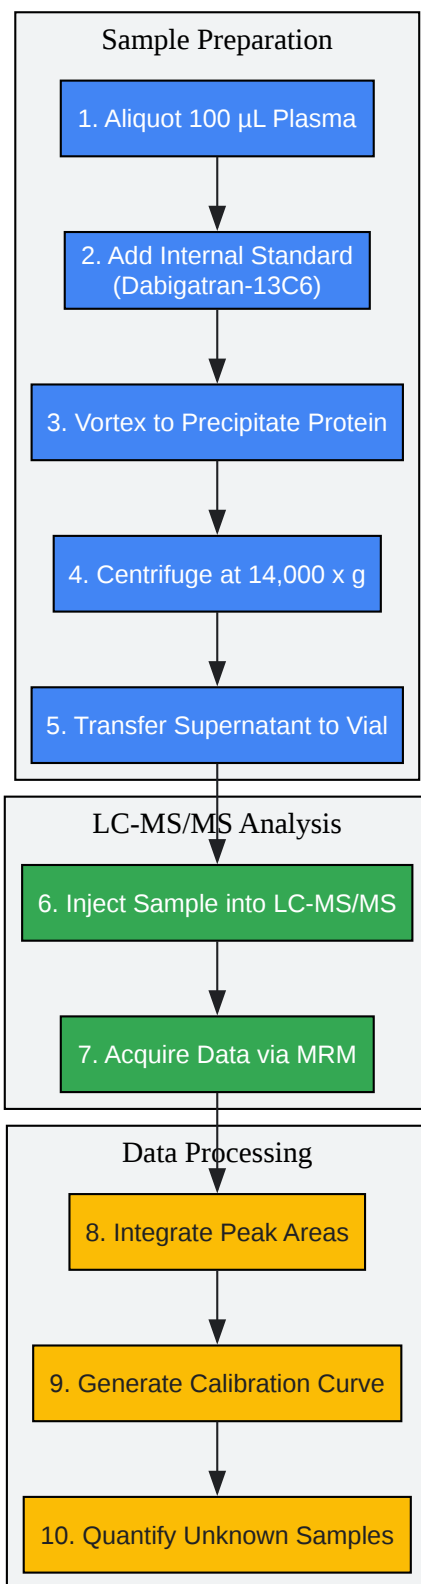 Sample Preparation
1. Aliquot 100 µL Plasma
2. Add Internal Standard
(Dabigatran-13C6)
3. Vortex to Precipitate Protein
4. Centrifuge at 14,000 x g
5. Transfer Supernatant to Vial
LC-MS/MS Analysis
6. Inject Sample into LC-MS/MS
7. Acquire Data via MRM
Data Processing
8. Integrate Peak Areas
9. Generate Calibration Curve
10. Quantify Unknown Samples